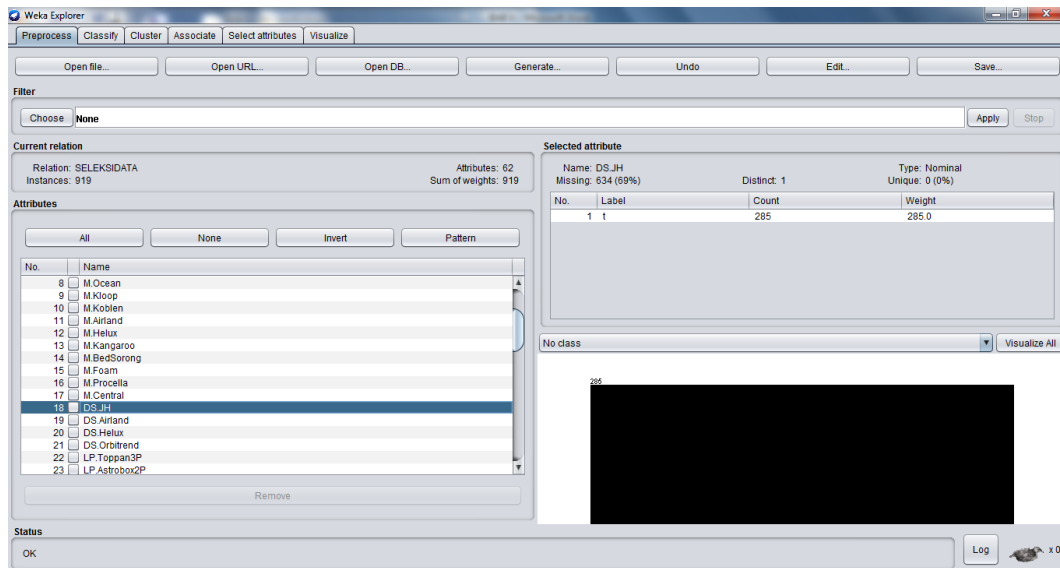 Weka Explorer
Preprocess Classify Cluster Associate Select attributes Visualize
Open file... Open URL... Open DB... Generate... Undo Edit... Save...
Filter
Choose None Apply Stop
Current relation
Relation: SELEKSIDATA Attributes: 62
Instances: 919 Sum of weights: 919
Attributes
All None Invert Pattern
No. Name
8 M.Ocean
9 M.Kloop
10 M.Koblen
11 M.Airland
12 M.Helux
13 M.Kangaroo
14 M.BedSorong
15 M.Foam
16 M.Procella
17 M.Central
18 DS.JH
19 DS.Airland
20 DS.Helux
21 DS.Orbitrend
22 LP.Toppan3P
23 LP.Astrobox2P
Remove
Selected attribute
Name: DS.JH Type: Nominal
Missing: 634 (69%) Distinct: 1 Unique: 0 (0%)
No. Label Count Weight
1 t 285 285.0
No class Visualize All
285
Status
OK Log x 0